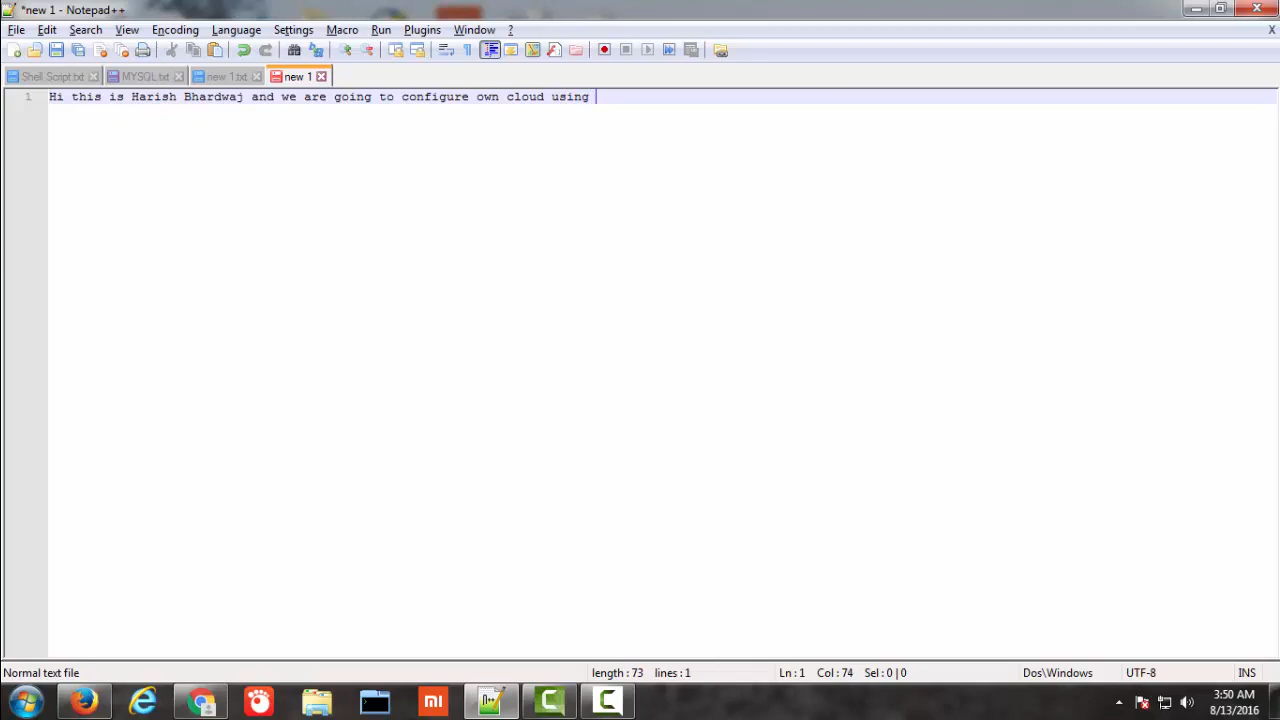 *new 1 - Notepad++
File Edit Search View Encoding Language Settings Macro Run Plugins Window ? X
Shell Script.txt MYSQL.txt new 1.txt new 1
1 Hi this is Harish Bhardwaj and we are going to configure own cloud using
Normal text file length : 73 lines : 1 Ln : 1 Col : 74 Sel : 0 | 0 Dos\Windows UTF-8 INS
3:50 AM
8/13/2016